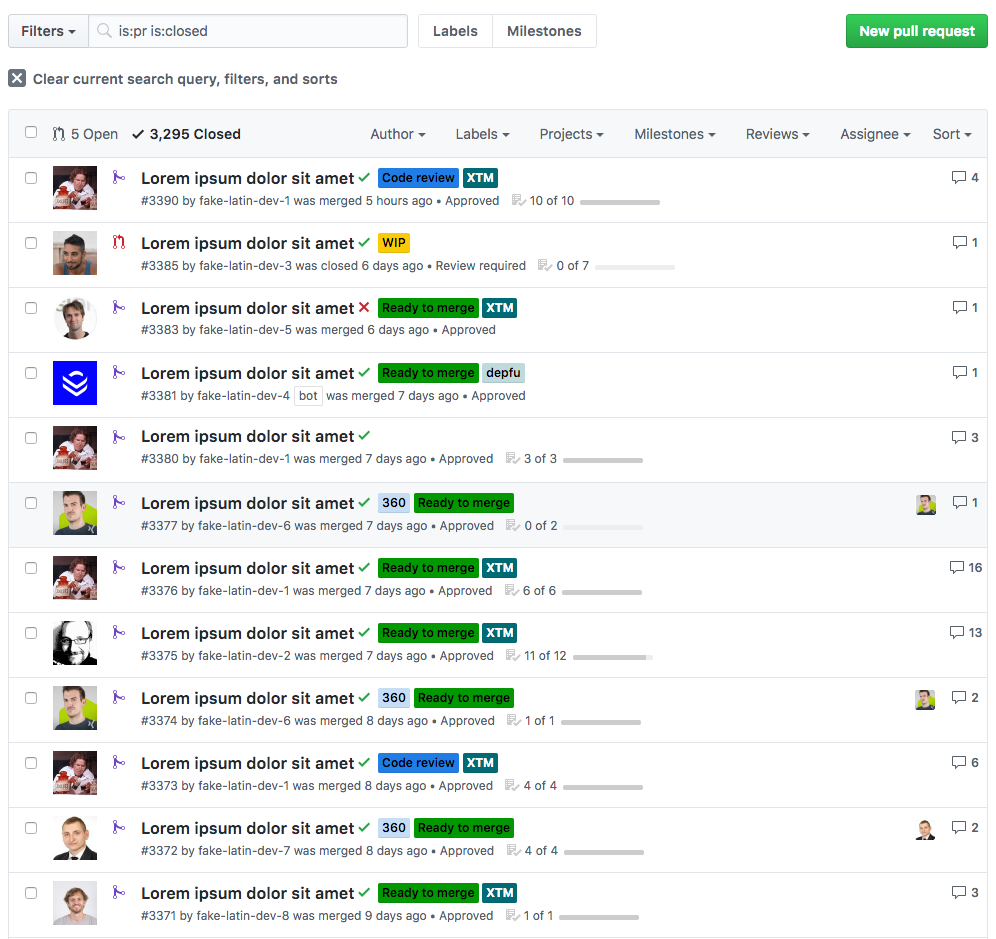 Filters is:pr is:closed Labels Milestones New pull request
Clear current search query, filters, and sorts
5 Open 3,295 Closed Author Labels Projects Milestones Reviews Assignee Sort
Lorem ipsum dolor sit amet Code review XTM 4
#3390 by fake-latin-dev-1 was merged 5 hours ago • Approved 10 of 10
Lorem ipsum dolor sit amet WIP 1
#3385 by fake-latin-dev-3 was closed 6 days ago • Review required 0 of 7
Lorem ipsum dolor sit amet Ready to merge XTM 1
#3383 by fake-latin-dev-5 was merged 6 days ago • Approved
Lorem ipsum dolor sit amet Ready to merge depfu 1
#3381 by fake-latin-dev-4 bot was merged 7 days ago • Approved
Lorem ipsum dolor sit amet 3
#3380 by fake-latin-dev-1 was merged 7 days ago • Approved 3 of 3
Lorem ipsum dolor sit amet 360 Ready to merge 1
#3377 by fake-latin-dev-6 was merged 7 days ago • Approved 0 of 2
Lorem ipsum dolor sit amet Ready to merge XTM 16
#3376 by fake-latin-dev-1 was merged 7 days ago • Approved 6 of 6
Lorem ipsum dolor sit amet Ready to merge XTM 13
#3375 by fake-latin-dev-2 was merged 7 days ago • Approved 11 of 12
Lorem ipsum dolor sit amet 360 Ready to merge 2
#3374 by fake-latin-dev-6 was merged 8 days ago • Approved 1 of 1
Lorem ipsum dolor sit amet Code review XTM 6
#3373 by fake-latin-dev-1 was merged 8 days ago • Approved 4 of 4
Lorem ipsum dolor sit amet 360 Ready to merge 2
#3372 by fake-latin-dev-7 was merged 8 days ago • Approved 4 of 4
Lorem ipsum dolor sit amet Ready to merge XTM 3
#3371 by fake-latin-dev-8 was merged 9 days ago • Approved 1 of 1